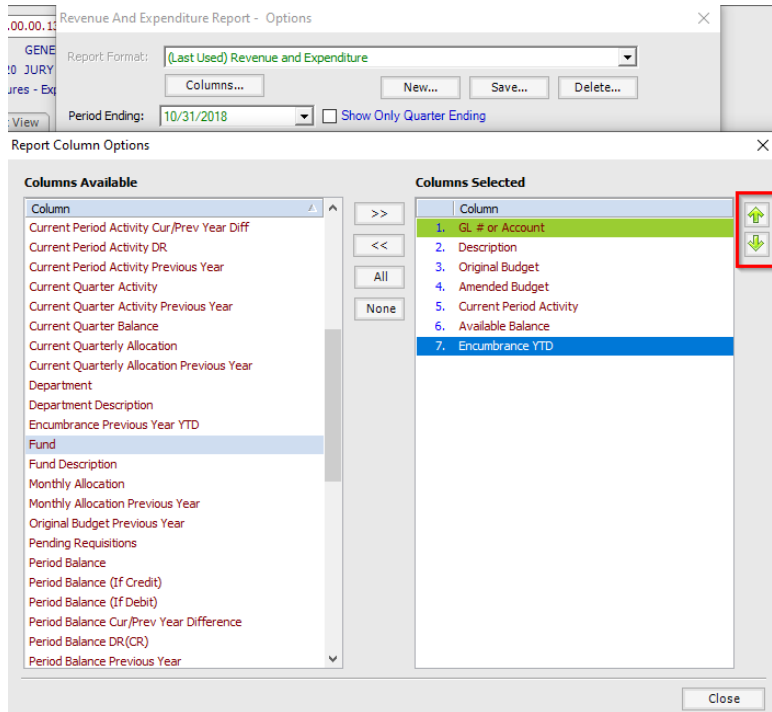 Revenue And Expenditure Report - Options
.00.00.13
GENE
Report Format: (Last Used) Revenue and Expenditure
20 JURY
Columns... New... Save... Delete...
ures - Exp
View
Period Ending: 10/31/2018 Show Only Quarter Ending
Report Column Options
Columns Available
Column
Current Period Activity Cur/Prev Year Diff
Current Period Activity DR
Current Period Activity Previous Year
Current Quarter Activity
Current Quarter Activity Previous Year
Current Quarter Balance
Current Quarterly Allocation
Current Quarterly Allocation Previous Year
Department
Department Description
Encumbrance Previous Year YTD
Fund
Fund Description
Monthly Allocation
Monthly Allocation Previous Year
Original Budget Previous Year
Pending Requisitions
Period Balance
Period Balance (If Credit)
Period Balance (If Debit)
Period Balance Cur/Prev Year Difference
Period Balance DR(CR)
Period Balance Previous Year
>>
<<
All
None
Columns Selected
Column
1. GL # or Account
2. Description
3. Original Budget
4. Amended Budget
5. Current Period Activity
6. Available Balance
7. Encumbrance YTD
Close